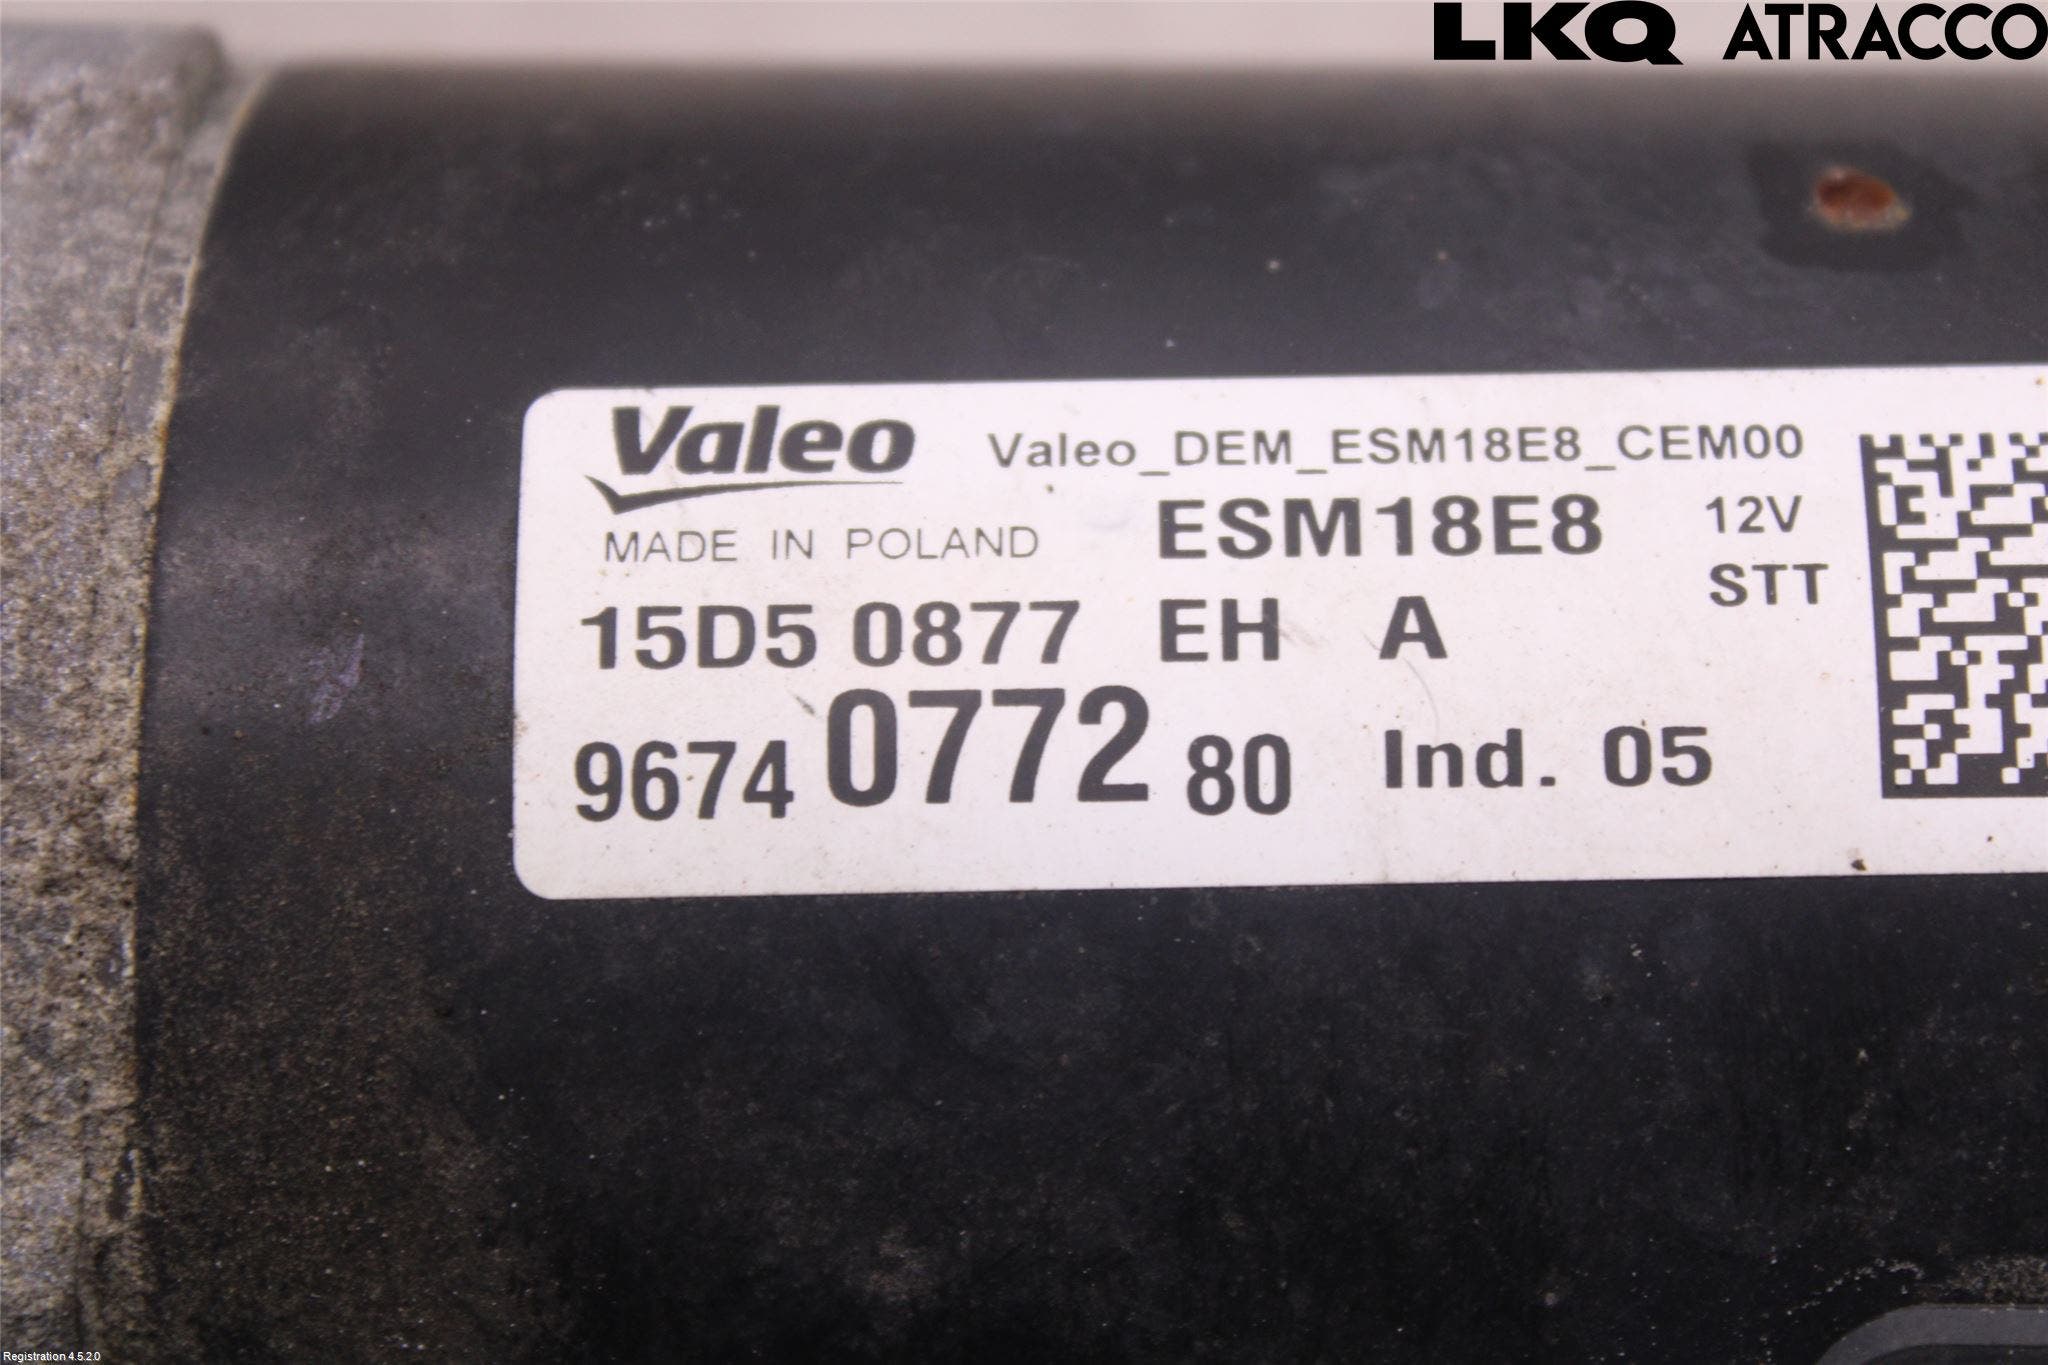 LKQ ATRACCO
Valeo Valeo_DEM_ESM18E8_CEM00
MADE IN POLAND ESM18E8 12V
STT
15D5 0877 EH A
9674 0772 80 Ind. 05
Registration 4.5.2.0